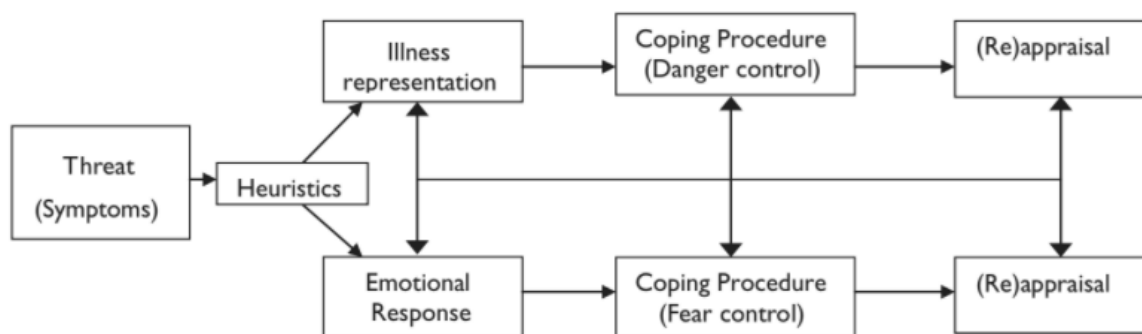 Threat
(Symptoms)
Heuristics
Illness
representation
Coping Procedure
(Danger control)
(Re)appraisal
Emotional
Response
Coping Procedure
(Fear control)
(Re)appraisal